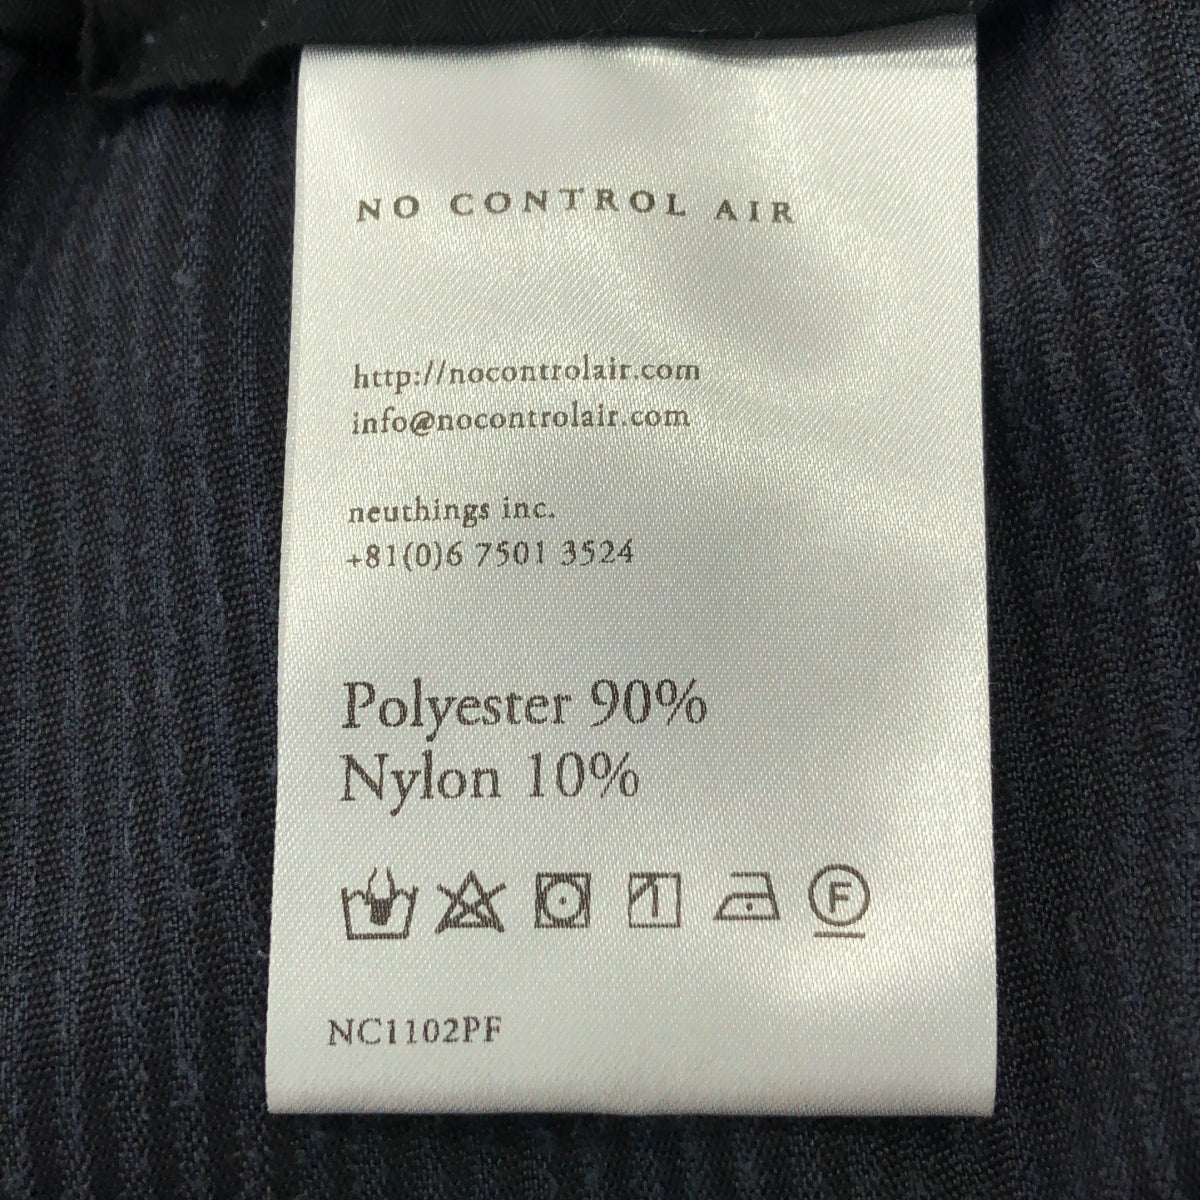 NO CONTROL AIR
http://nocontrolair.com
info@nocontrolair.com
neuthings inc.
+81(0)6 7501 3524
Polyester 90%
Nylon 10%
F
NC1102PF